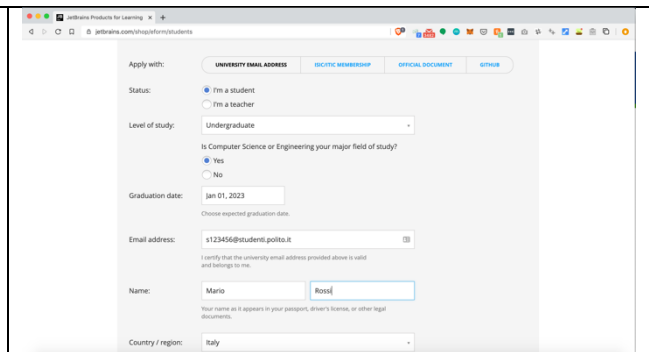 JetBrains Products for Learning
jetbrains.com/shop/eform/students
Apply with: UNIVERSITY EMAIL ADDRESS ISIC/ITIC MEMBERSHIP OFFICIAL DOCUMENT GITHUB
Status: I'm a student
I'm a teacher
Level of study: Undergraduate
Is Computer Science or Engineering your major field of study?
Yes
No
Graduation date: Jan 01, 2023
Choose expected graduation date.
Email address: s123456@studenti.polito.it
I certify that the university email address provided above is valid
and belongs to me.
Name: Mario Rossi
Your name as it appears in your passport, driver's license, or other legal
documents.
Country / region: Italy